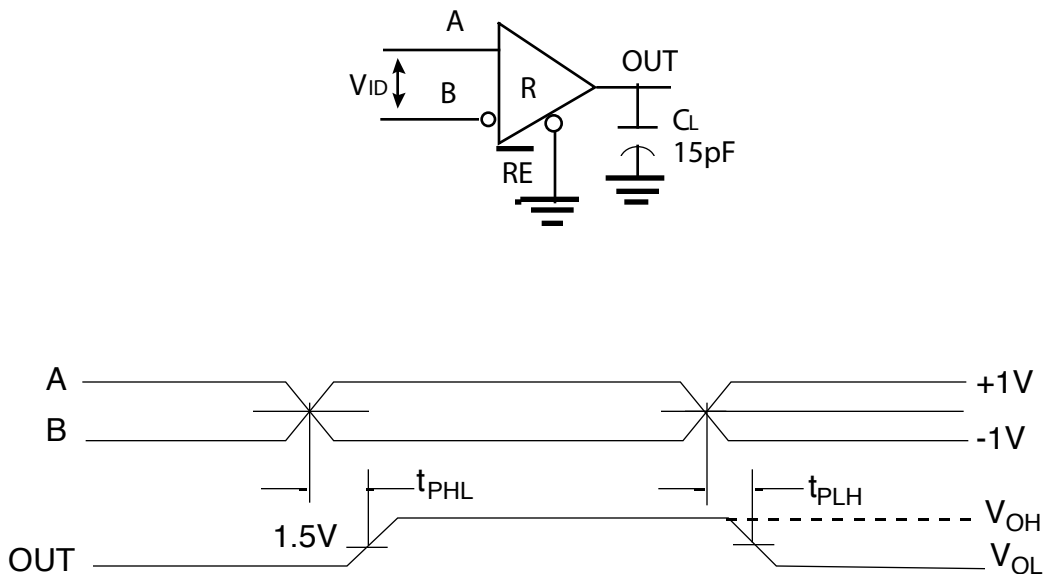 A
VID
B
R
OUT
CL
15pF
RE
A
+1V
B
-1V
tPHL
tPLH
1.5V
VOH
OUT
VOL